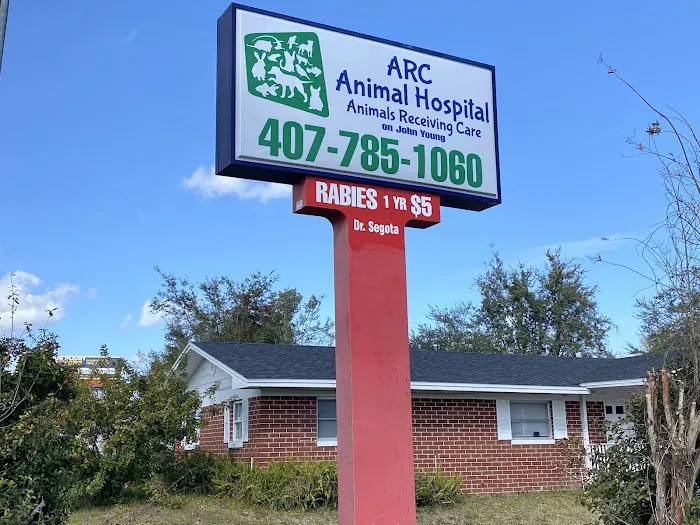 ARC
Animal Hospital
Animals Receiving Care
on John Young
407-785-1060
RABIES 1 YR $5
Dr. Segota